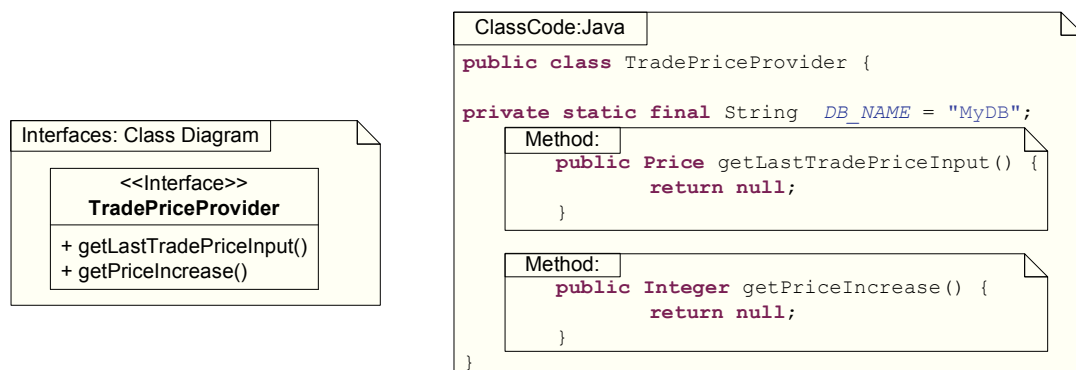 Interfaces: Class Diagram
<<Interface>>
TradePriceProvider
+ getLastTradePriceInput()
+ getPriceIncrease()
ClassCode:Java
public class TradePriceProvider {
private static final String DB_NAME = "MyDB";
Method:
public Price getLastTradePriceInput() {
return null;
}
Method:
public Integer getPriceIncrease() {
return null;
}
}